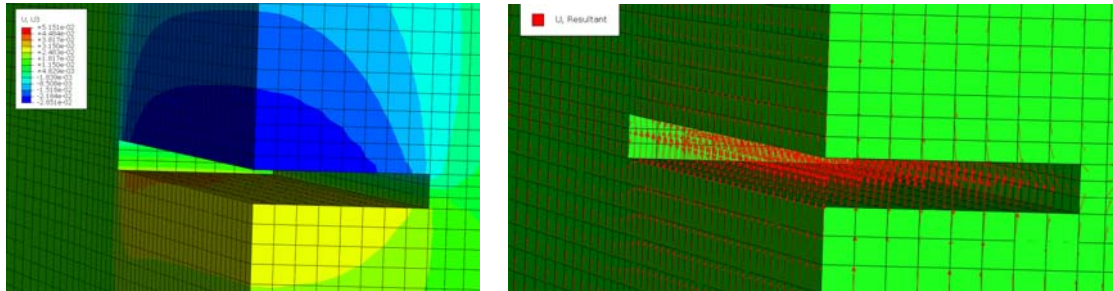 U, U3
+5.151e-02
+4.484e-02
+3.817e-02
+3.150e-02
+2.483e-02
+1.817e-02
+1.150e-02
+4.829e-03
-1.839e-03
-8.508e-03
-1.518e-02
-2.184e-02
-2.851e-02
U, Resultant